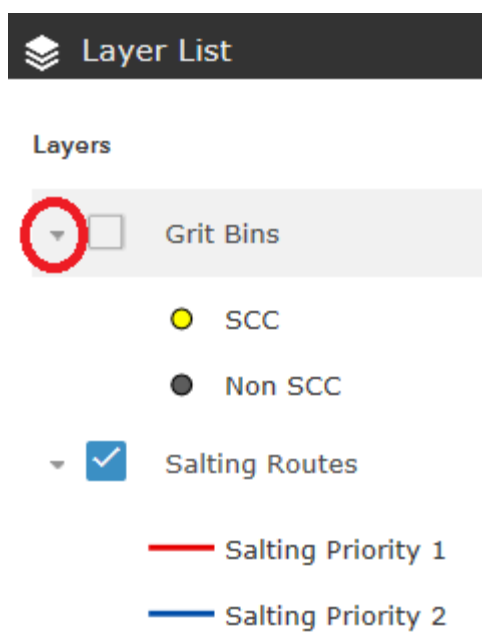 Layer List
Layers
Grit Bins
SCC
Non SCC
Salting Routes
Salting Priority 1
Salting Priority 2